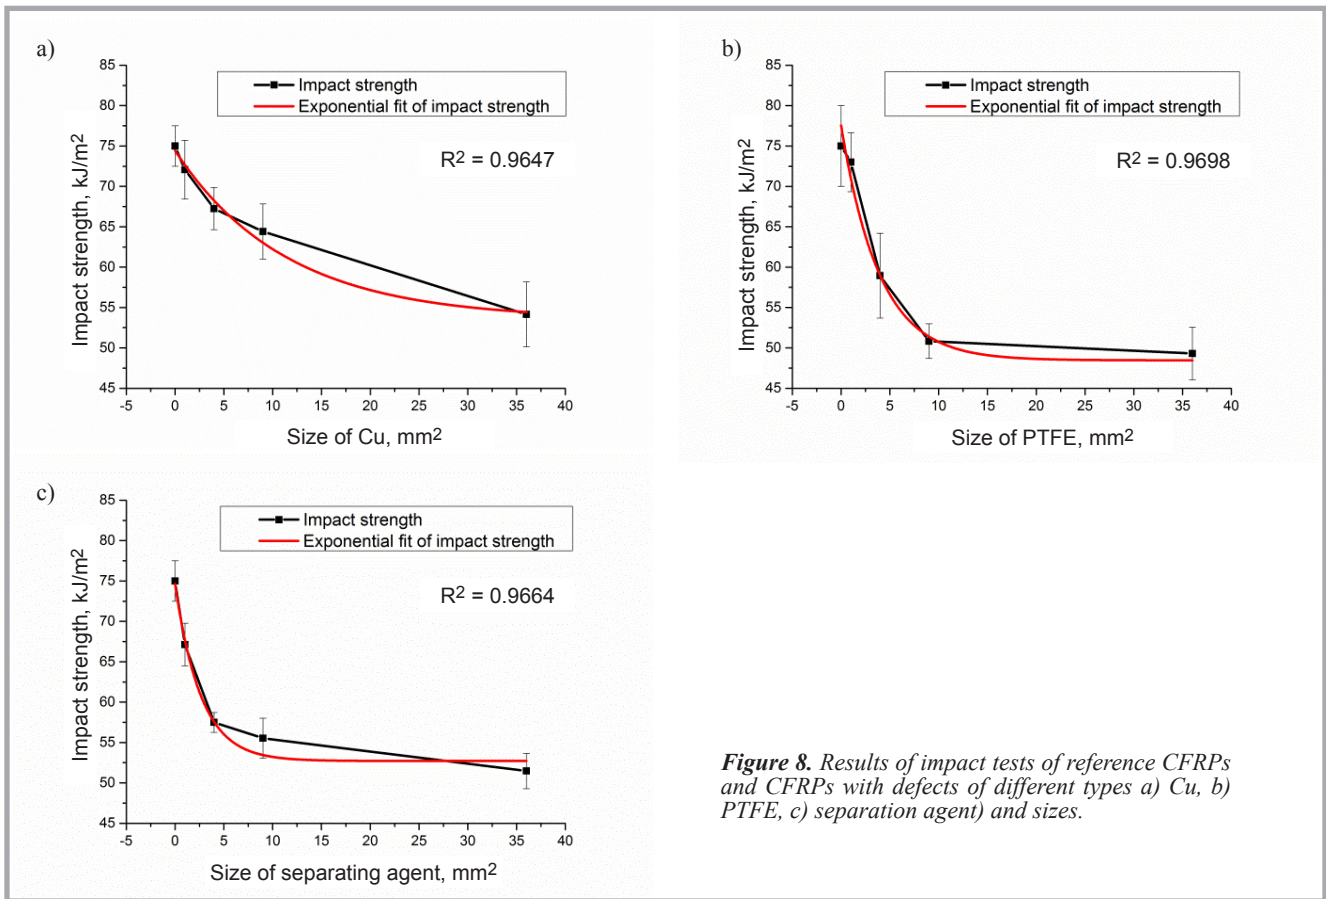 a)
85
80
75
70
65
60
55
50
45
Impact strength, kJ/m2
Impact strength
Exponential fit of impact strength
R2 = 0.9647
-5 0 5 10 15 20 25 30 35 40
Size of Cu, mm2
b)
85
80
75
70
65
60
55
50
45
Impact strength, kJ/m2
Impact strength
Exponential fit of impact strength
R2 = 0.9698
-5 0 5 10 15 20 25 30 35 40
Size of PTFE, mm2
c)
85
80
75
70
65
60
55
50
45
Impact strength, kJ/m2
Impact strength
Exponential fit of impact strength
R2 = 0.9664
-5 0 5 10 15 20 25 30 35 40
Size of separating agent, mm2
Figure 8. Results of impact tests of reference CFRPs
and CFRPs with defects of different types a) Cu, b)
PTFE, c) separation agent) and sizes.